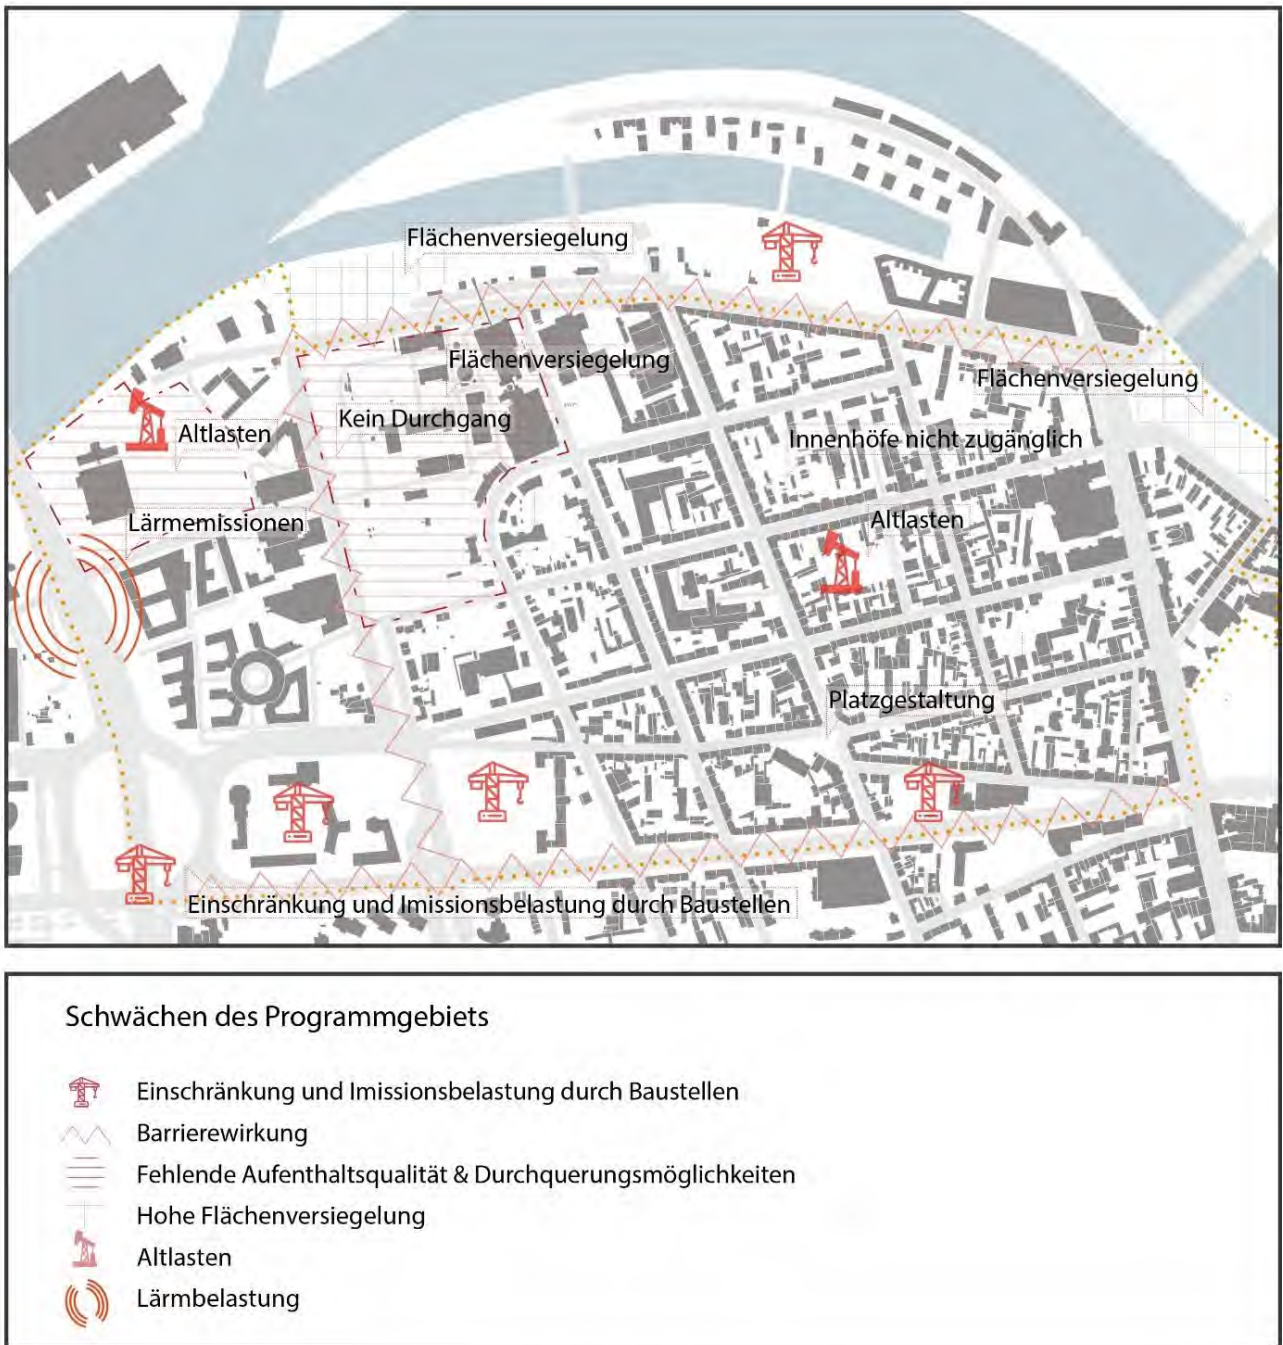 Flächenversiegelung
Flächenversiegelung
Flächenversiegelung
Kein Durchgang
Altlasten
Innenhöfe nicht zugänglich
Lärmemissionen
Altlasten
Platzgestaltung
Einschränkung und Imissionsbelastung durch Baustellen
Schwächen des Programmgebiets
Einschränkung und Imissionsbelastung durch Baustellen
Barrierewirkung
Fehlende Aufenthaltsqualität & Durchquerungsmöglichkeiten
Hohe Flächenversiegelung
Altlasten
Lärmbelastung